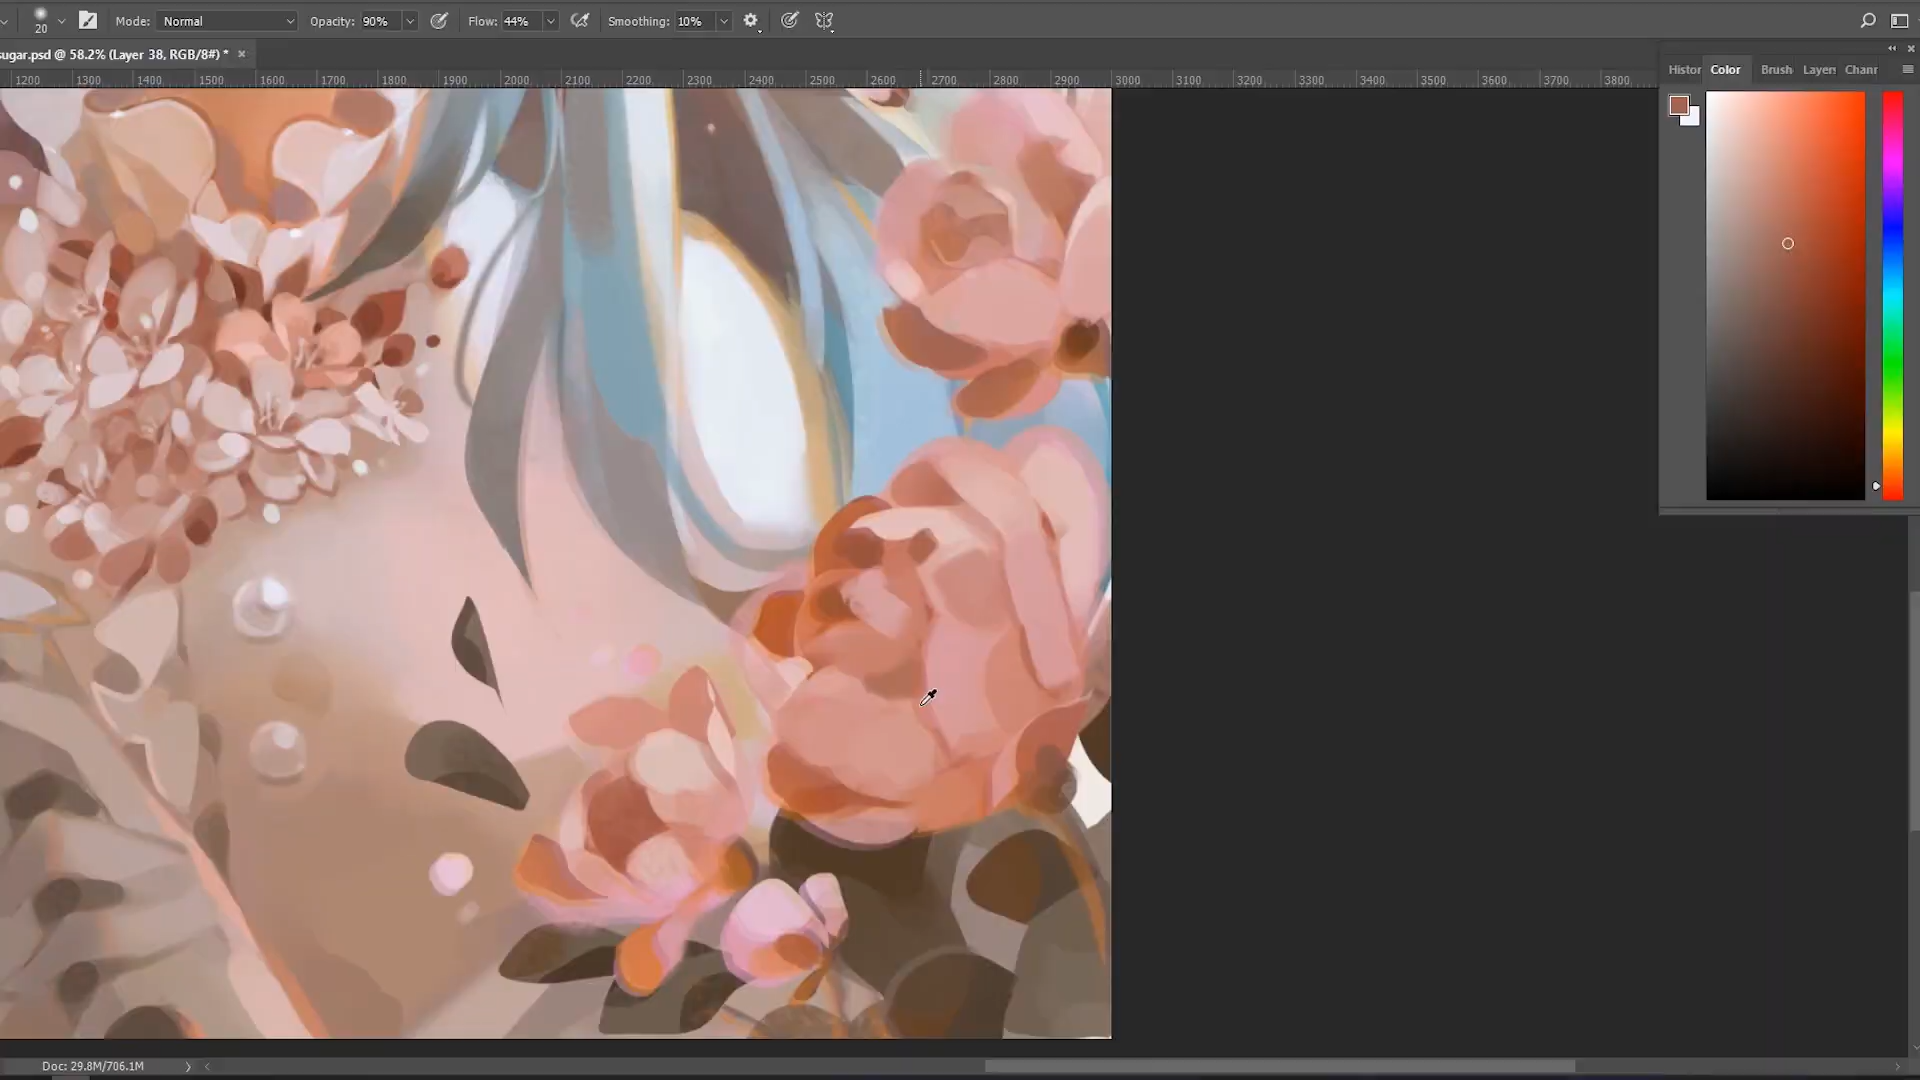 20 Mode: Normal Opacity: 90% Flow: 44% Smoothing: 10%
sugar.psd @ 58.2% (Layer 38, RGB/8#) * ×
1200 1300 1400 1500 1600 1700 1800 1900 2000 2100 2200 2300 2400 2500 2600 2700 2800 2900 3000 3100 3200 3300 3400 3500 3600 3700 3800
Histor Color Brush Layers Chanr
Doc: 29.8M/706.1M